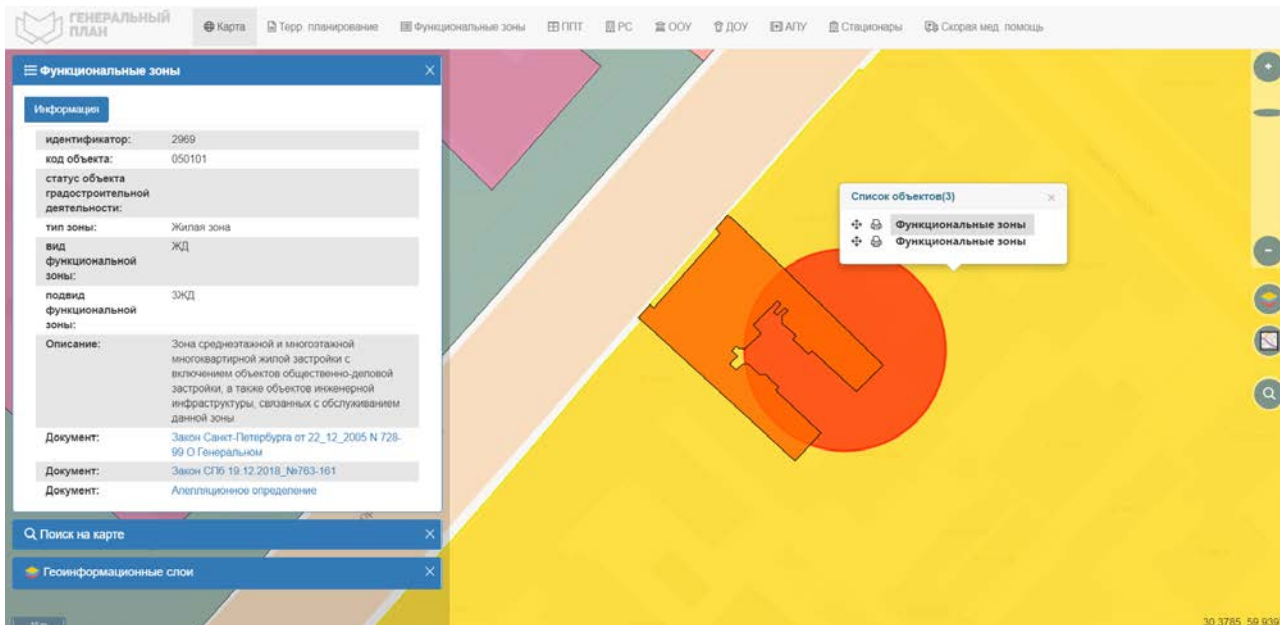 ГЕНЕРАЛЬНЫЙ
ПЛАН
Карта
Терр. планирование
Функциональные зоны
ППТ
РС
ООУ
ДОУ
АПУ
Стационары
Скорая мед. помощь
Функциональные зоны
Информация
идентификатор: 2969
код объекта: 050101
статус объекта
градостроительной
деятельности:
тип зоны: Жилая зона
вид ЖД
функциональной
зоны:
подвид 3ЖД
функциональной
зоны:
Описание: Зона среднеэтажной и многоэтажной
многоквартирной жилой застройки с
включением объектов общественно-деловой
застройки, а также объектов инженерной
инфраструктуры, связанных с обслуживанием
данной зоны
Документ: Закон Санкт-Петербурга от 22_12_2005 N 728-
99 О Генеральном
Документ: Закон СПб 19.12.2018_№763-161
Документ: Апелляционное определение
Поиск на карте
Геоинформационные слои
Список объектов(3)
Функциональные зоны
Функциональные зоны
30.3785, 59.939